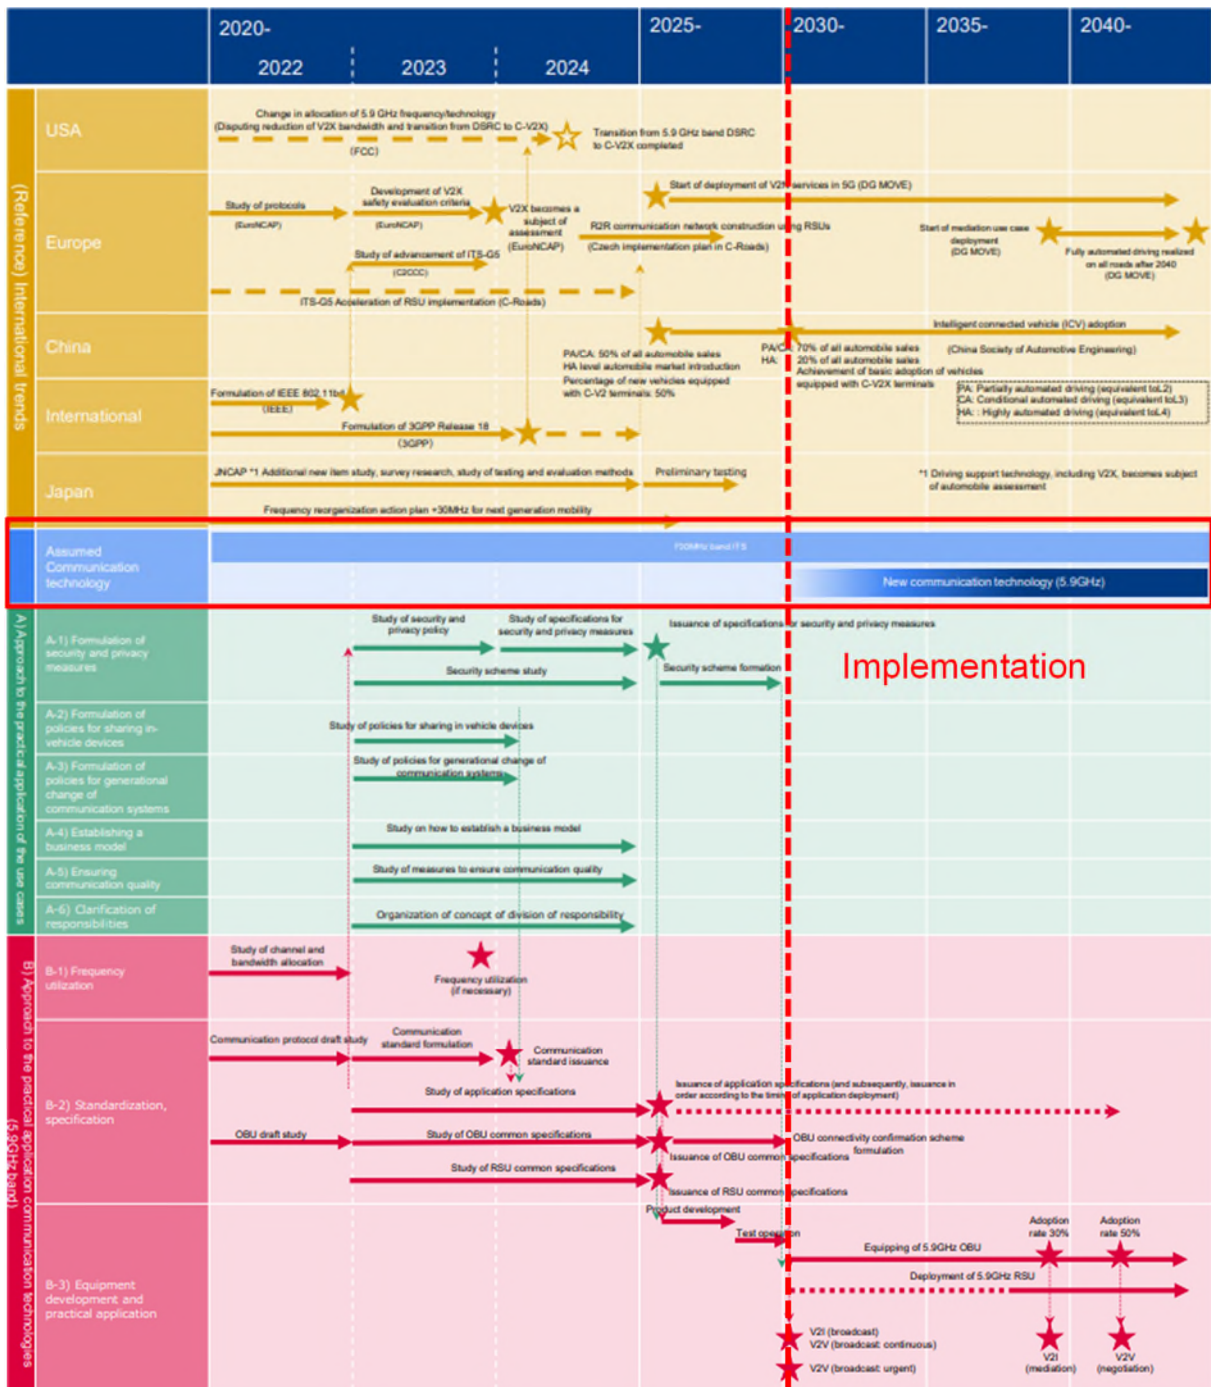 2020-
2025-
2030-
2035-
2040-
2022
2023
2024
(Reference) International trends
USA
Change in allocation of 5.9 GHz frequency/technology
(Disputing reduction of V2X bandwidth and transition from DSRC to C-V2X)
(FCC)
Transition from 5.9 GHz band DSRC
to C-V2X completed
Europe
Study of protocols
(EuroNCAP)
Development of V2X
safety evaluation criteria
(EuroNCAP)
V2X becomes a
subject of
assessment
(EuroNCAP)
Start of deployment of V2N services in 5G (DG MOVE)
R2R communication network construction using RSUs
(Czech implementation plan in C-Roads)
Study of advancement of ITS-G5
(C2CCC)
ITS-G5 Acceleration of RSU implementation (C-Roads)
Start of mediation use case
deployment
(DG MOVE)
Fully automated driving realized
on all roads after 2040
(DG MOVE)
China
PA/CA: 50% of all automobile sales
HA level automobile market introduction
Percentage of new vehicles equipped
with C-V2 terminals: 50%
PA/CA: 70% of all automobile sales
HA: 20% of all automobile sales
Achievement of basic adoption of vehicles
equipped with C-V2X terminals
Intelligent connected vehicle (ICV) adoption
(China Society of Automotive Engineering)
PA: Partially automated driving (equivalent toL2)
CA: Conditional automated driving (equivalent toL3)
HA: : Highly automated driving (equivalent toL4)
International
Formulation of IEEE 802.11bd
(IEEE)
Formulation of 3GPP Release 18
(3GPP)
Japan
JNCAP *1 Additional new item study, survey research, study of testing and evaluation methods
Preliminary testing
*1 Driving support technology, including V2X, becomes subject
of automobile assessment
Frequency reorganization action plan +30MHz for next generation mobility
Assumed
Communication
technology
700MHz band ITS
New communication technology (5.9GHz)
A) Approach to the practical application of the use cases
A-1) Formulation of
security and privacy
measures
Study of security and
privacy policy
Study of specifications for
security and privacy measures
Issuance of specifications for security and privacy measures
Security scheme study
Security scheme formation
Implementation
A-2) Formulation of
policies for sharing in-
vehicle devices
Study of policies for sharing in vehicle devices
A-3) Formulation of
policies for generational
change of
communication systems
Study of policies for generational change of
communication systems
A-4) Establishing a
business model
Study on how to establish a business model
A-5) Ensuring
communication quality
Study of measures to ensure communication quality
A-6) Clarification of
responsibilities
Organization of concept of division of responsibility
B) Approach to the practical application communication technologies
(5.9GHz band)
B-1) Frequency
utilization
Study of channel and
bandwidth allocation
Frequency utilization
(if necessary)
B-2) Standardization,
specification
Communication protocol draft study
Communication
standard formulation
Communication
standard issuance
Study of application specifications
Issuance of application specifications (and subsequently, issuance in
order according to the timing of application deployment)
OBU draft study
Study of OBU common specifications
Issuance of OBU common specifications
OBU connectivity confirmation scheme
formulation
Study of RSU common specifications
Issuance of RSU common specifications
B-3) Equipment
development and
practical application
Product development
Test operation
Equipping of 5.9GHz OBU
Adoption
rate 30%
Adoption
rate 50%
Deployment of 5.9GHz RSU
V2I (broadcast)
V2V (broadcast: continuous)
V2V (broadcast: urgent)
V2I
(mediation)
V2V
(negotiation)